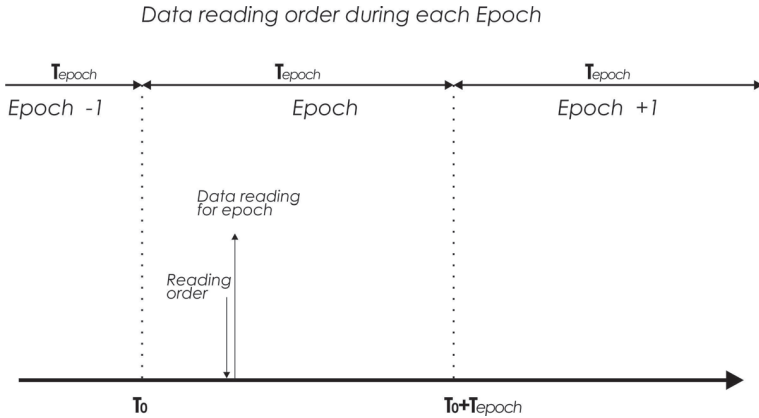 Data reading order during each Epoch
Tepoch Tepoch Tepoch
Epoch -1 Epoch Epoch +1
Data reading
for epoch
Reading
order
T0 T0+Tepoch